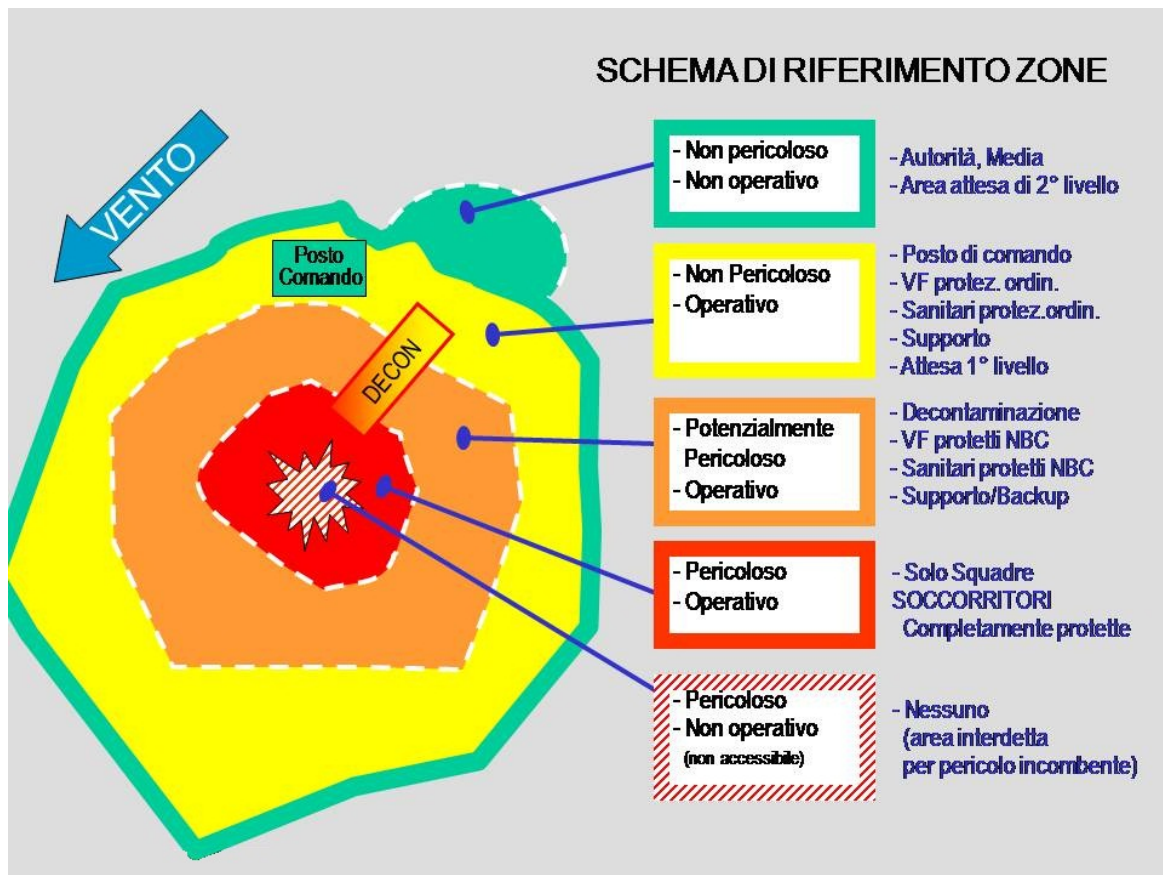 SCHEMA DI RIFERIMENTO ZONE
VENTO
Posto
Comando
DECON
- Non pericoloso
- Non operativo
- Autorità, Media
- Area attesa di 2° livello
- Non Pericoloso
- Operativo
- Posto di comando
- VF protez. ordin.
- Sanitari protez.ordin.
- Supporto
- Attesa 1° livello
- Potenzialmente
Pericoloso
- Operativo
- Decontaminazione
- VF protetti NBC
- Sanitari protetti NBC
- Supporto/Backup
- Pericoloso
- Operativo
- Solo Squadre
SOCCORRITORI
Completamente protette
- Pericoloso
- Non operativo
(non accessibile)
- Nessuno
(area interdetta
per pericolo incombente)